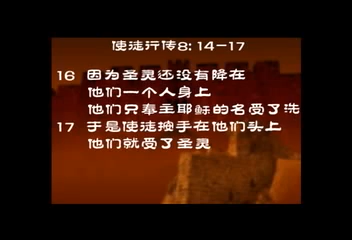 使徒行传8：14-17
16 因为圣灵还没有降在
他们一个人身上
他们只奉主耶稣的名受了洗
17 于是使徒按手在他们头上
他们就受了圣灵